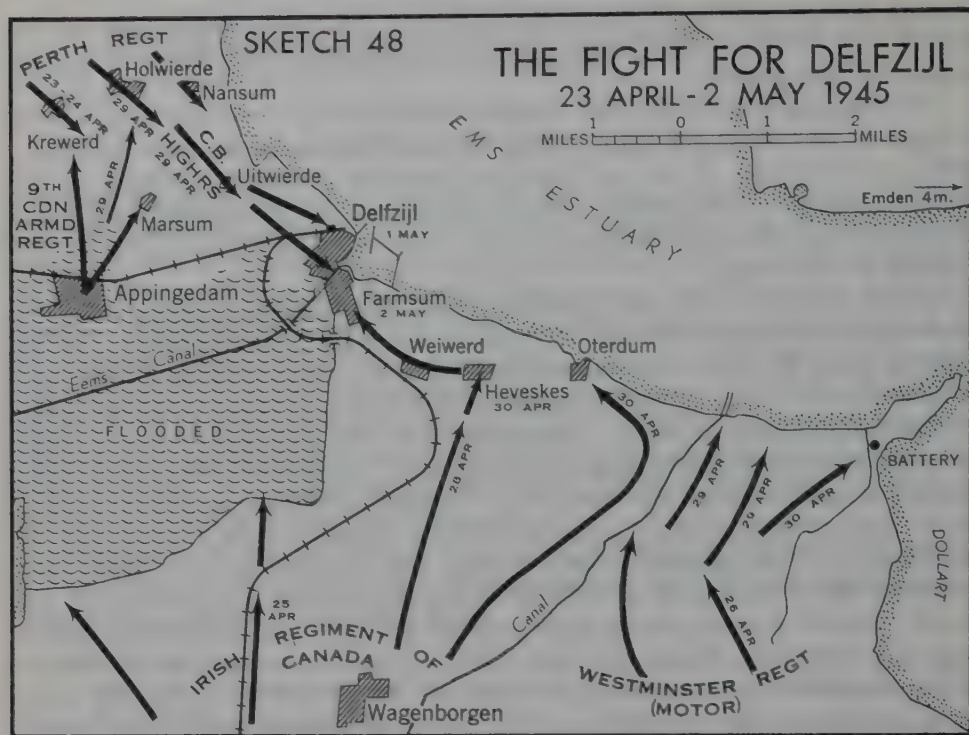 SKETCH 48
THE FIGHT FOR DELFZIJL
23 APRIL - 2 MAY 1945
1 0 1 2
MILES MILES
PERTH REGT
23-24 APR
29 APR
Holwierde
Nansum
Krewerd
C.B. HIGHRS
29 APR
Uitwierde
9TH
CDN
ARMD
REGT
29 APR
Marsum
Delfzijl
1 MAY
EMS
ESTUARY
Emden 4m.
Appingedam
Farmsum
2 MAY
Eems Canal
Weiwerd
Heveskes
30 APR
Oterdum
30 APR
FLOODED
28 APR
29 APR
29 APR
30 APR
BATTERY
DOLLART
25
APR
IRISH REGIMENT OF
CANADA
Canal
26 APR
WESTMINSTER REGT
(MOTOR)
Wagenborgen